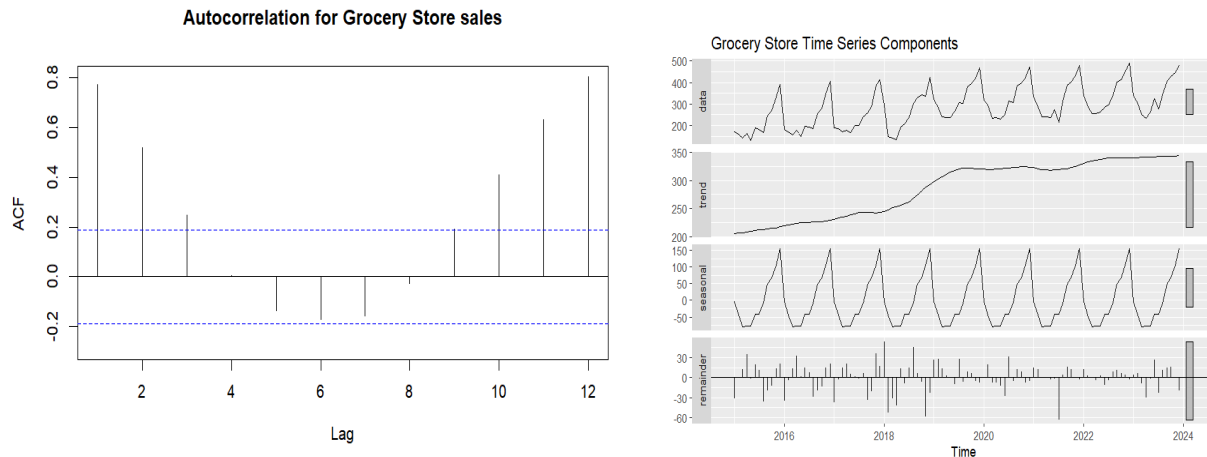 Autocorrelation for Grocery Store sales
ACF
0.8
0.6
0.4
0.2
0.0
-0.2
2 4 6 8 10 12
Lag
Grocery Store Time Series Components
data
500
400
300
200
trend
350
300
250
200
seasonal
150
100
50
0
-50
remainder
30
0
-30
-60
2016 2018 2020 2022 2024
Time